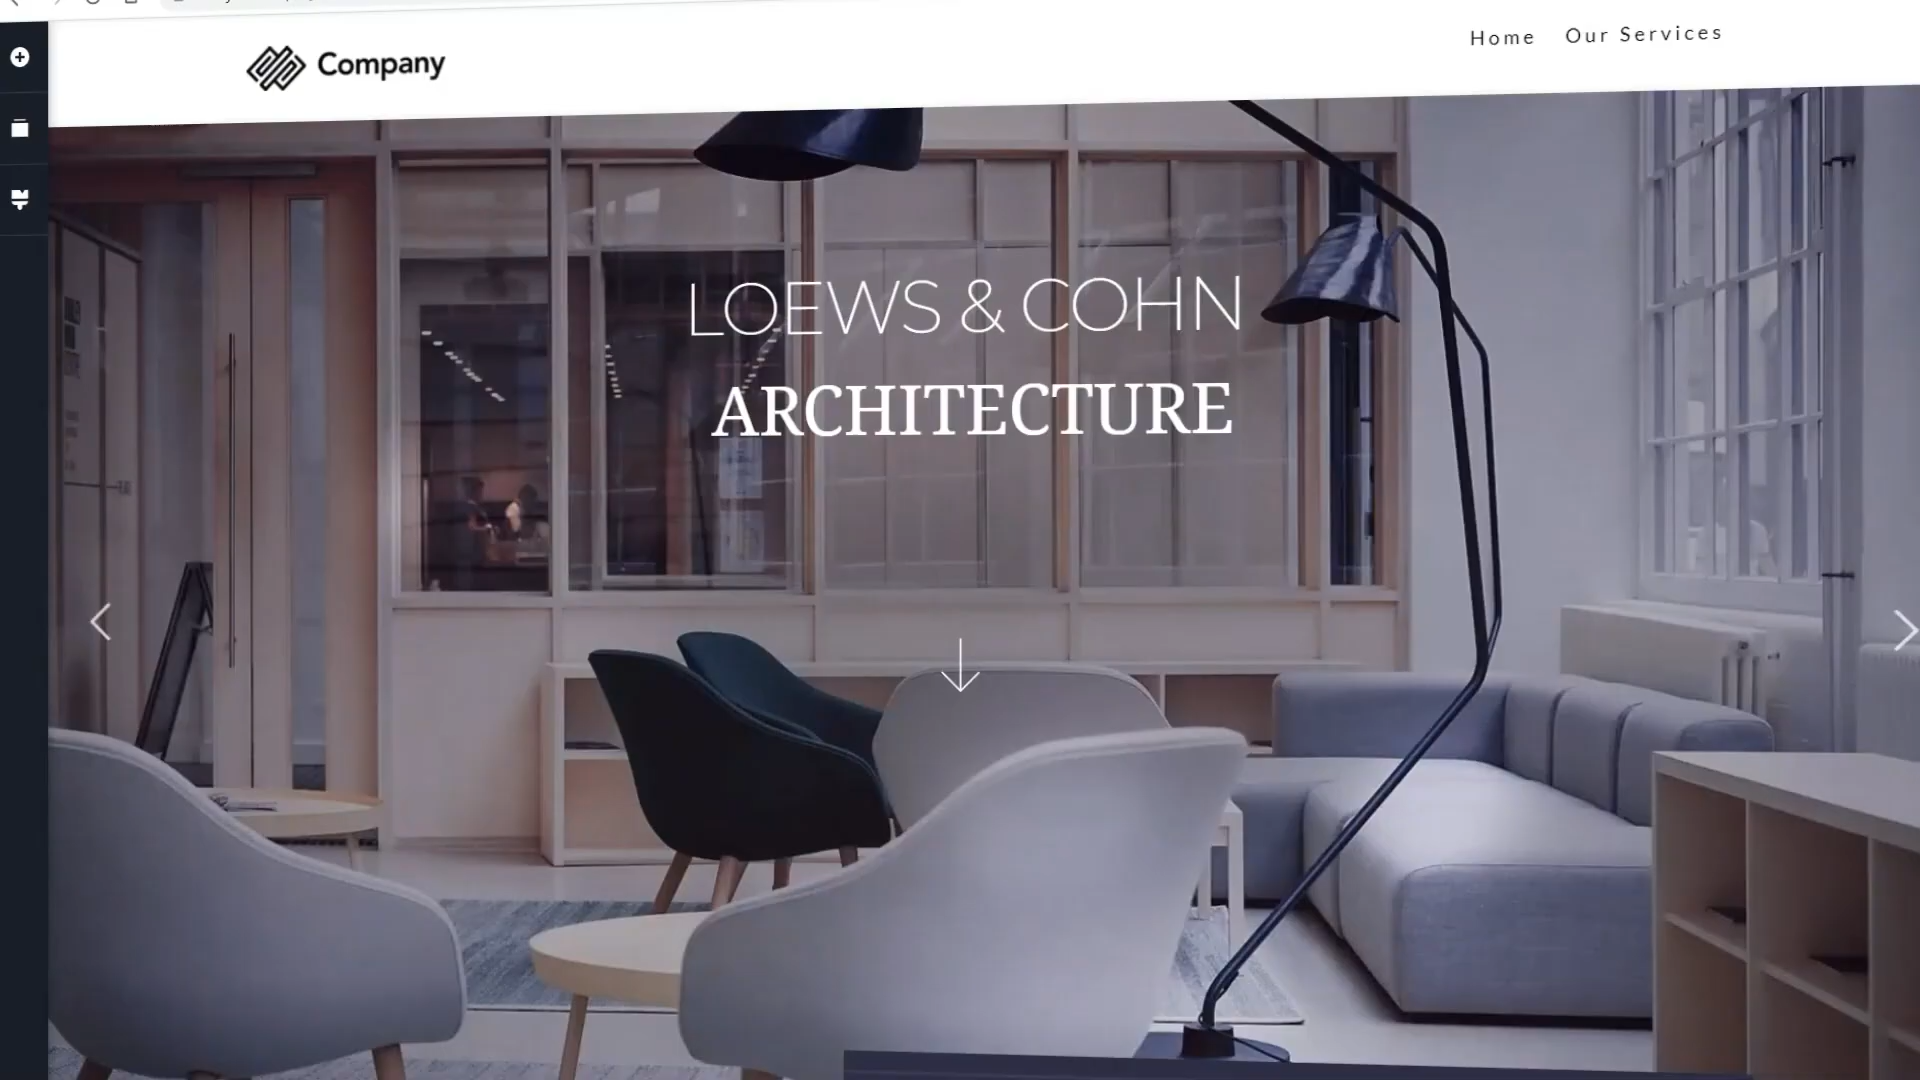 Company
Home
Our Services
LOEWS & COHN
ARCHITECTURE